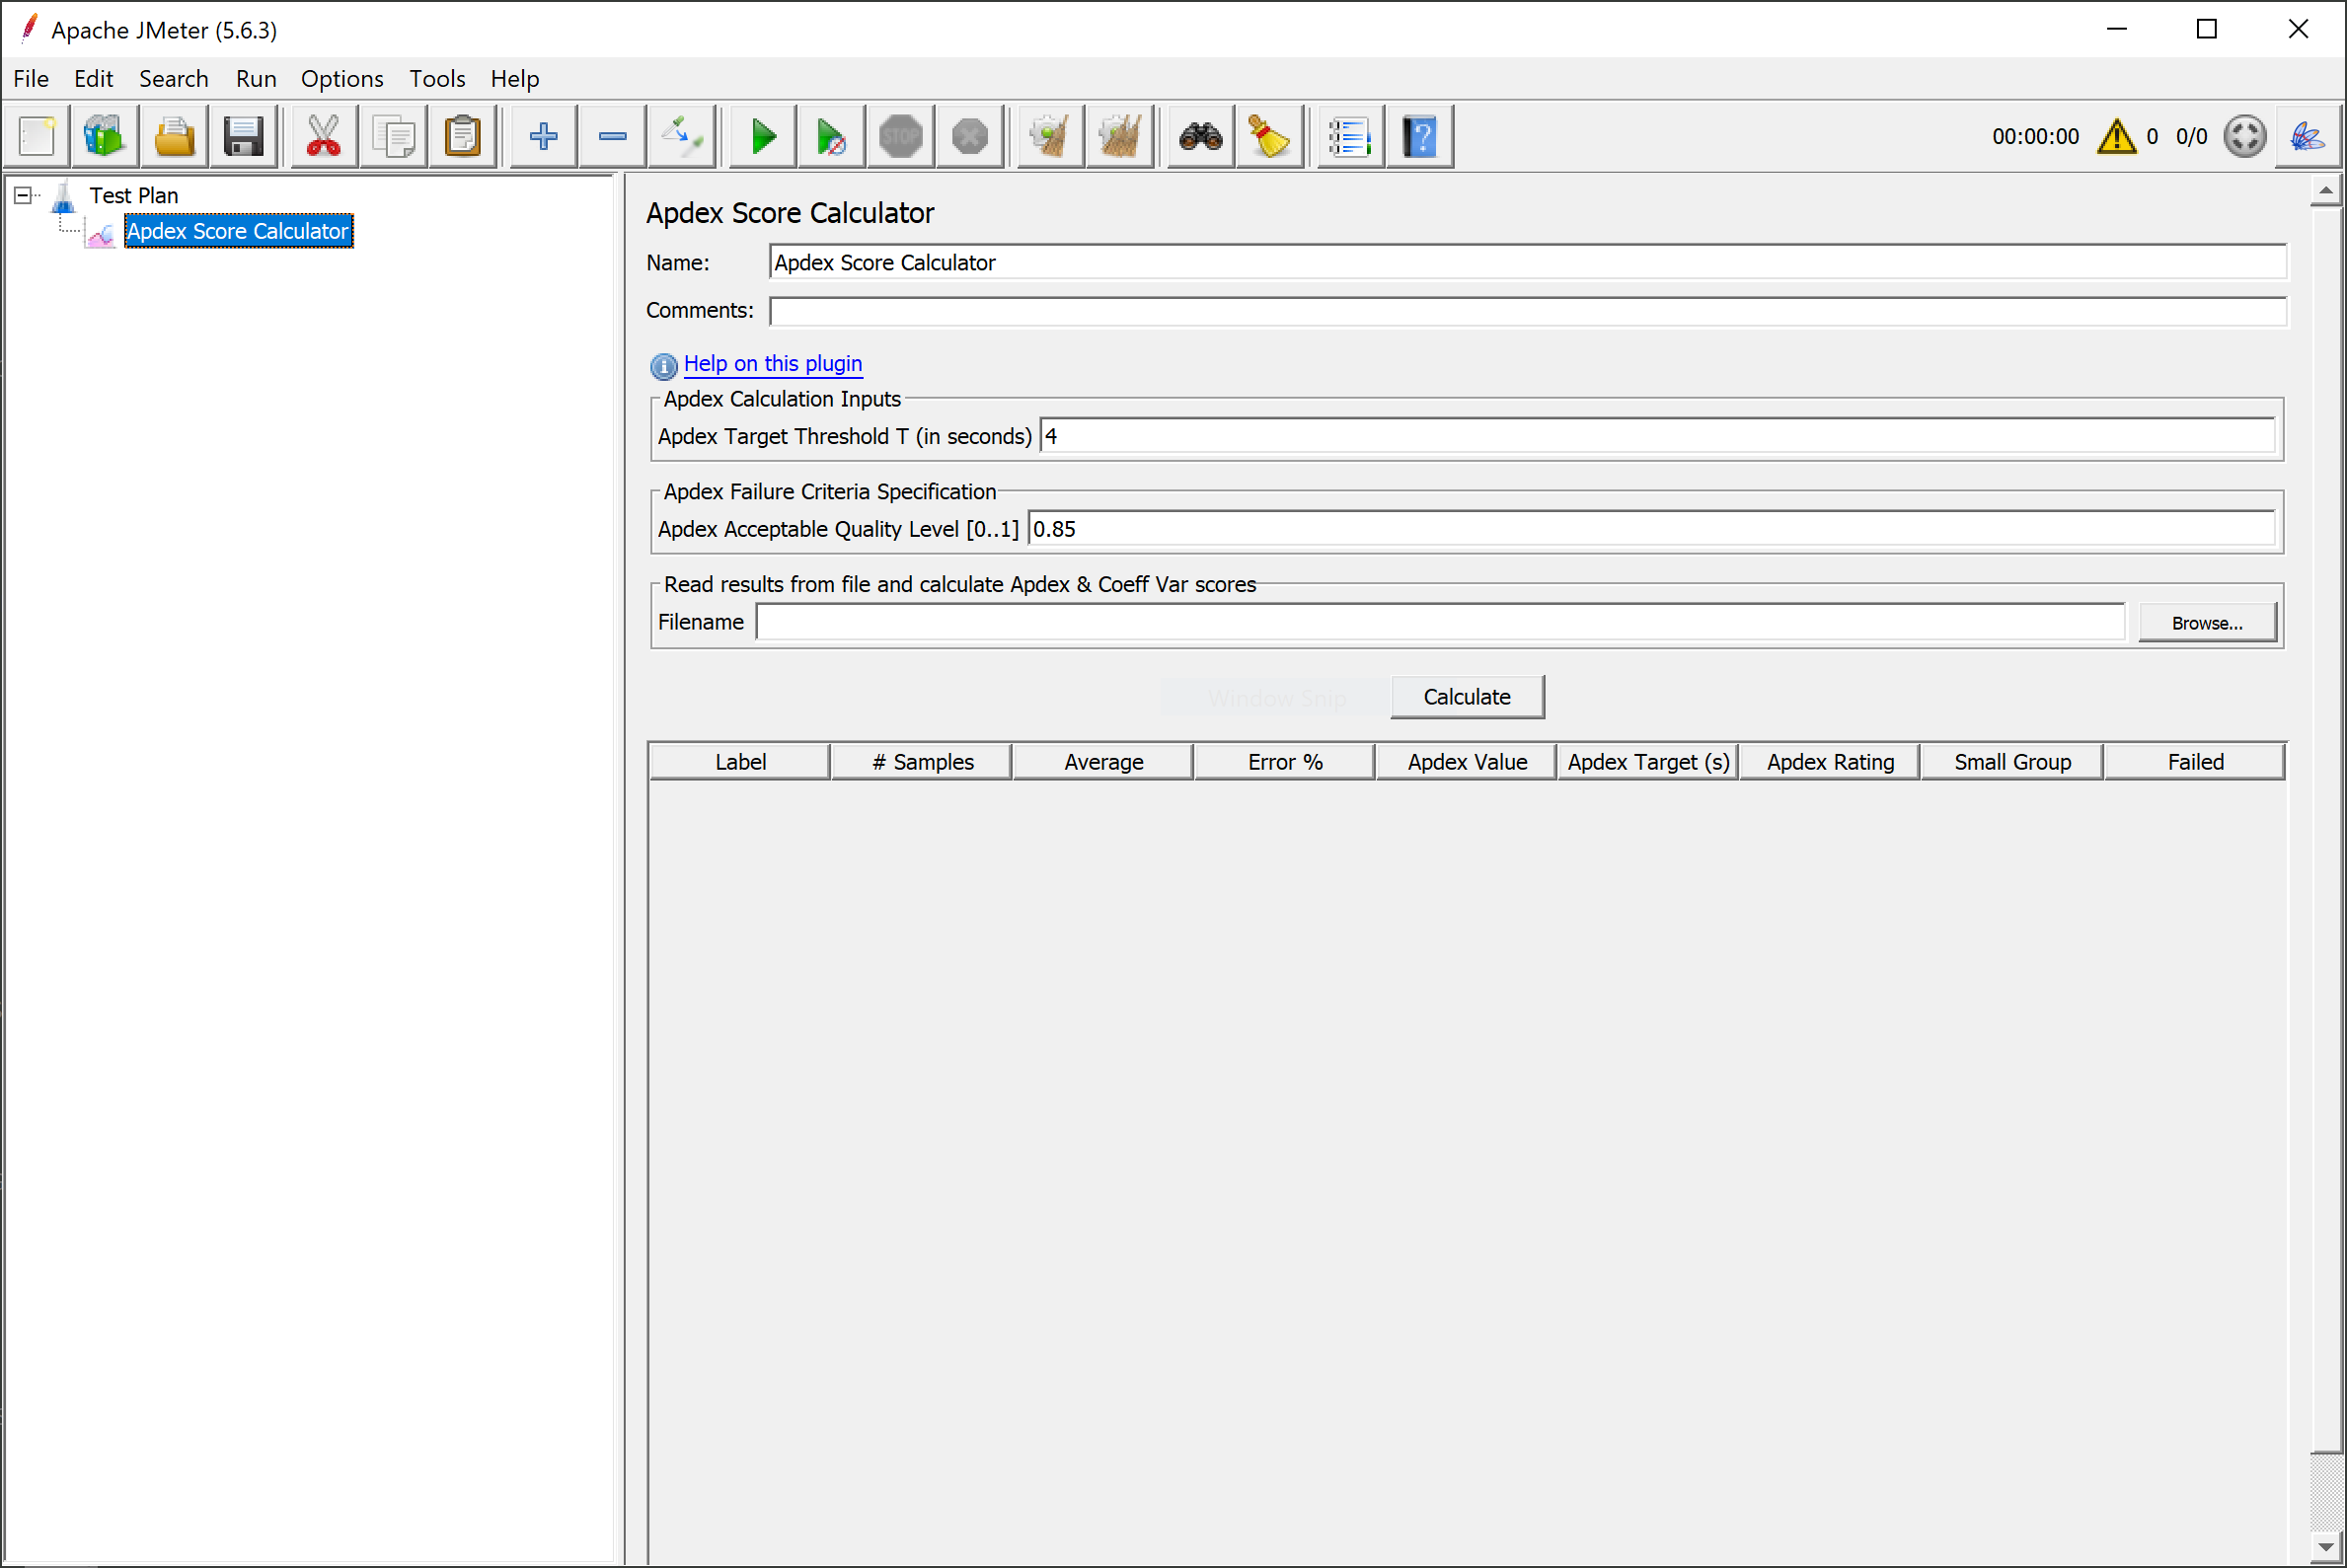 Apache JMeter (5.6.3)
File Edit Search Run Options Tools Help
STOP
00:00:00 0 0/0
Test Plan
Apdex Score Calculator
Apdex Score Calculator
Name: Apdex Score Calculator
Comments:
Help on this plugin
Apdex Calculation Inputs
Apdex Target Threshold T (in seconds) 4
Apdex Failure Criteria Specification
Apdex Acceptable Quality Level [0..1] 0.85
Read results from file and calculate Apdex & Coeff Var scores
Filename Browse...
Window Snip Calculate
Label # Samples Average Error % Apdex Value Apdex Target (s) Apdex Rating Small Group Failed